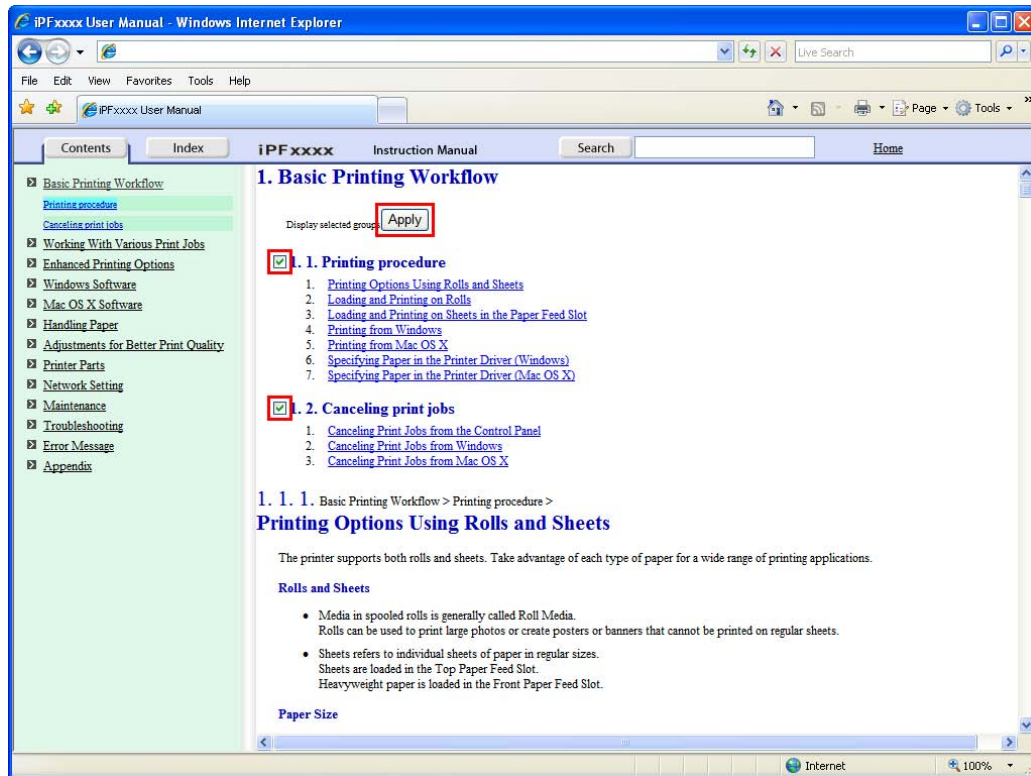 iPFxxxx User Manual - Windows Internet Explorer
Live Search
File Edit View Favorites Tools Help
iPFxxxx User Manual
Page Tools
Contents Index iPFxxxx Instruction Manual Search Home
Basic Printing Workflow
Printing procedure
Canceling print jobs
Working With Various Print Jobs
Enhanced Printing Options
Windows Software
Mac OS X Software
Handling Paper
Adjustments for Better Print Quality
Printer Parts
Network Setting
Maintenance
Troubleshooting
Error Message
Appendix
1. Basic Printing Workflow
Display selected groups Apply
1. 1. Printing procedure
1. Printing Options Using Rolls and Sheets
2. Loading and Printing on Rolls
3. Loading and Printing on Sheets in the Paper Feed Slot
4. Printing from Windows
5. Printing from Mac OS X
6. Specifying Paper in the Printer Driver (Windows)
7. Specifying Paper in the Printer Driver (Mac OS X)
1. 2. Canceling print jobs
1. Canceling Print Jobs from the Control Panel
2. Canceling Print Jobs from Windows
3. Canceling Print Jobs from Mac OS X
1. 1. 1. Basic Printing Workflow > Printing procedure >
Printing Options Using Rolls and Sheets
The printer supports both rolls and sheets. Take advantage of each type of paper for a wide range of printing applications.
Rolls and Sheets
• Media in spooled rolls is generally called Roll Media.
Rolls can be used to print large photos or create posters or banners that cannot be printed on regular sheets.
• Sheets refers to individual sheets of paper in regular sizes.
Sheets are loaded in the Top Paper Feed Slot.
Heavyweight paper is loaded in the Front Paper Feed Slot.
Paper Size
Internet 100%